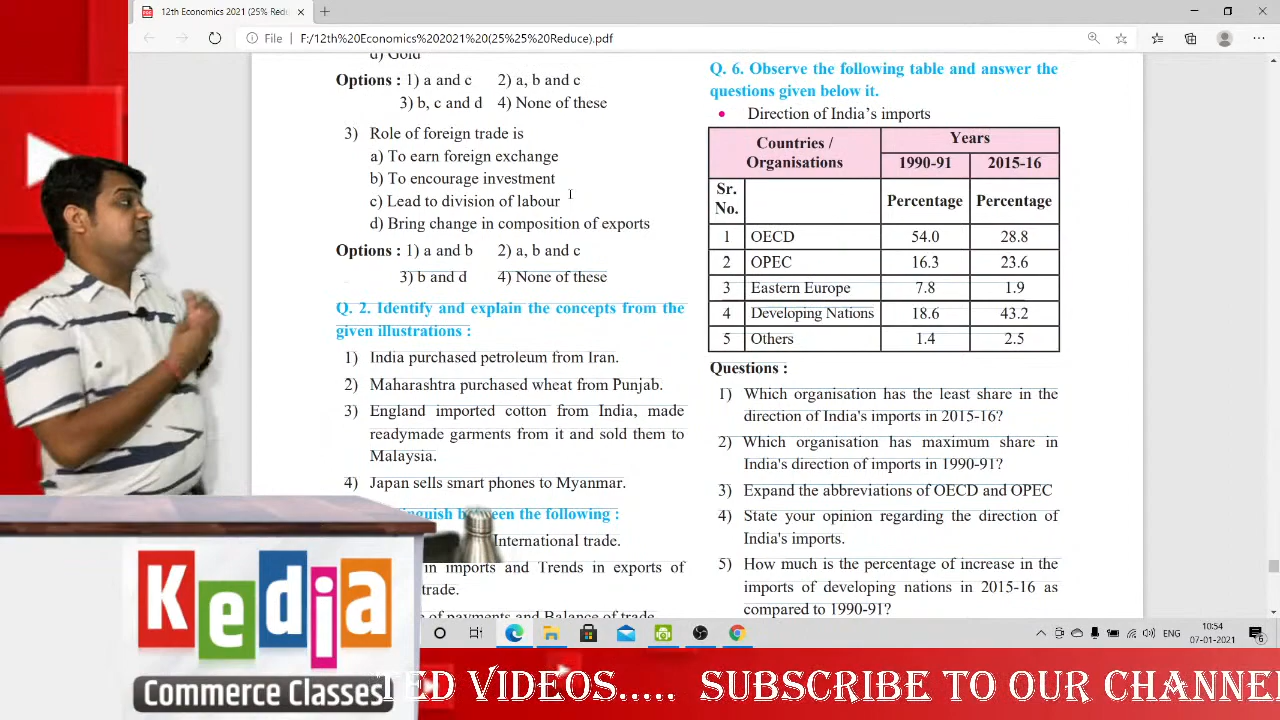 12th Economics 2021 (25% Redu
File
F:/12th%20Economics%202021%20(25%25%20Reduce).pdf
d) Gold
Options : 1) a and c 2) a, b and c
3) b, c and d 4) None of these
3) Role of foreign trade is
a) To earn foreign exchange
b) To encourage investment
c) Lead to division of labour
d) Bring change in composition of exports
Options : 1) a and b 2) a, b and c
3) b and d 4) None of these
Q. 2. Identify and explain the concepts from the
given illustrations :
1) India purchased petroleum from Iran.
2) Maharashtra purchased wheat from Punjab.
3) England imported cotton from India, made
readymade garments from it and sold them to
Malaysia.
4) Japan sells smart phones to Myanmar.
the following :
International trade.
in imports and Trends in exports of
trade.
of payments and Balance of trade
Q. 6. Observe the following table and answer the
questions given below it.
• Direction of India's imports
Countries / Organisations Years
1990-91 2015-16
Sr. No. Percentage Percentage
1 OECD 54.0 28.8
2 OPEC 16.3 23.6
3 Eastern Europe 7.8 1.9
4 Developing Nations 18.6 43.2
5 Others 1.4 2.5
Questions :
1) Which organisation has the least share in the
direction of India's imports in 2015-16?
2) Which organisation has maximum share in
India's direction of imports in 1990-91?
3) Expand the abbreviations of OECD and OPEC
4) State your opinion regarding the direction of
India's imports.
5) How much is the percentage of increase in the
imports of developing nations in 2015-16 as
compared to 1990-91?
ENG
10:54
07-01-2021
Kedia
Commerce Classes
TED VIDEOS..... SUBSCRIBE TO OUR CHANNE